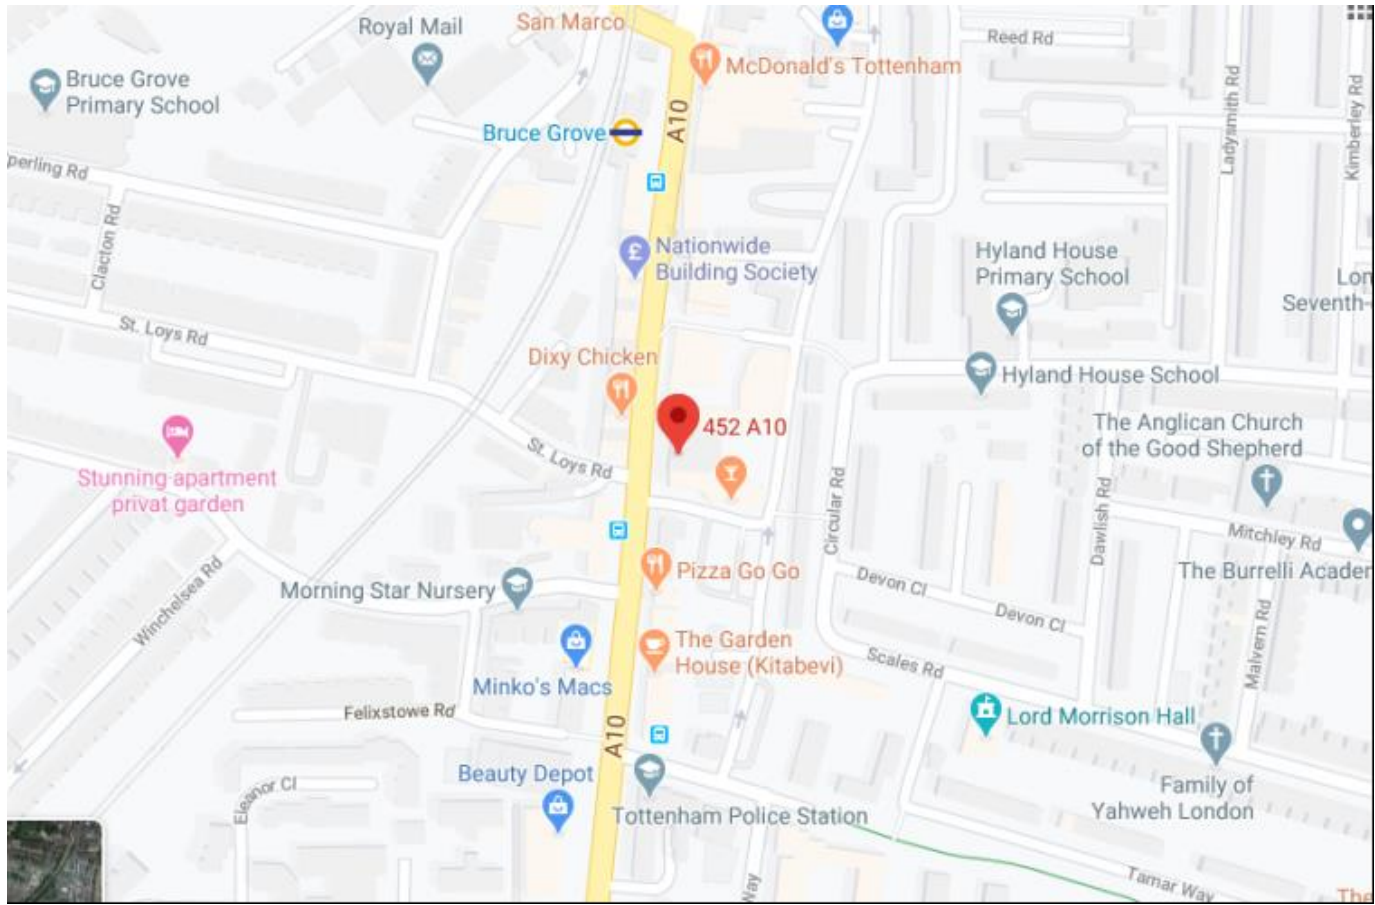 San Marco
Royal Mail
Reed Rd
McDonald's Tottenham
Bruce Grove
Primary School
Ladysmith Rd
Kimberley Rd
A10
Bruce Grove
perling Rd
Clacton Rd
Nationwide
Building Society
Hyland House
Primary School
Lon
Seventh-
St. Loys Rd
Dixy Chicken
Hyland House School
452 A10
The Anglican Church
of the Good Shepherd
St. Loys Rd
Stunning apartment
privat garden
Circular Rd
Dawlish Rd
Mitchley Rd
Pizza Go Go
The Burrelli Acader
Devon Cl
Devon Cl
Winchelsea Rd
Morning Star Nursery
The Garden
House (Kitabevi)
Malvern Rd
Scales Rd
Minko's Macs
Felixstowe Rd
A10
Lord Morrison Hall
Beauty Depot
Eleanor Cl
Tottenham Police Station
Family of
Yahweh London
Tamar Way
Way
The